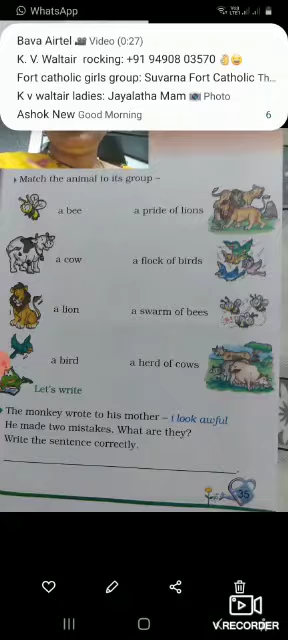 WhatsApp
Bava Airtel 🎥 Video (0:27)
K. V. Waltair rocking: +91 94908 03570 👌😄
Fort catholic girls group: Suvarna Fort Catholic Th...
K v waltair ladies: Jayalatha Mam 📷 Photo
Ashok New Good Morning 6
Match the animal to its group –
a bee a pride of lions
a cow a flock of birds
a lion a swarm of bees
a bird a herd of cows
Let's write
The monkey wrote to his mother – i look awful
He made two mistakes. What are they?
Write the sentence correctly.
35
V.RECORDER